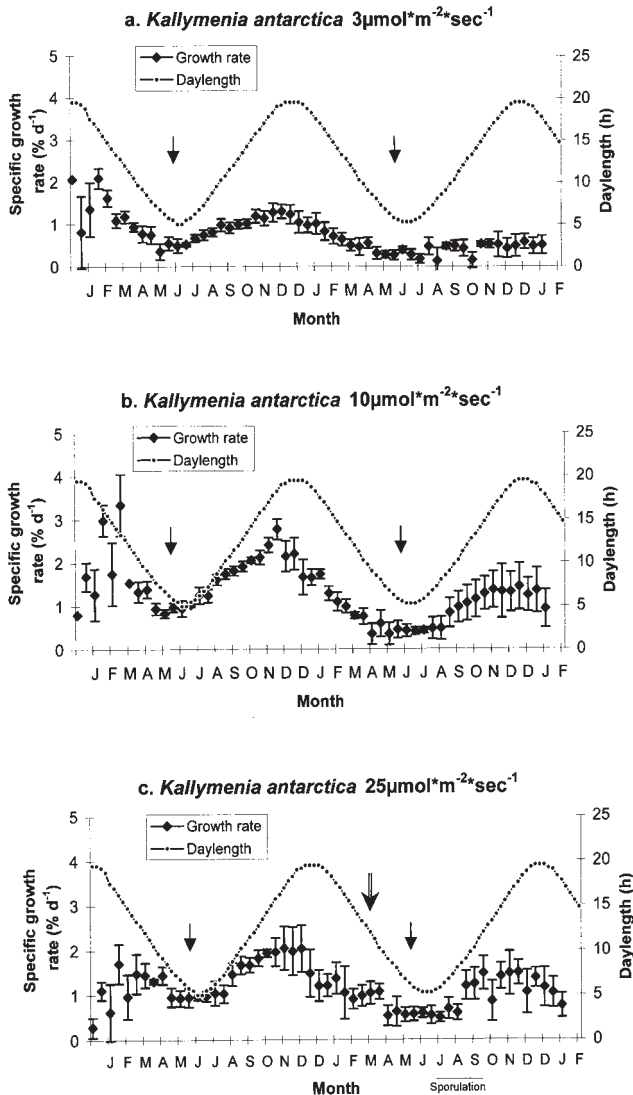 a. Kallymenia antarctica 3µmol*m⁻²*sec⁻¹
Growth rate
Daylength
Specific growth
rate (% d⁻¹)
5
4
3
2
1
0
25
20
15
10
5
0
Daylength (h)
J F M A M J J A S O N D D J F M A M J J A S O N D D J F
Month
b. Kallymenia antarctica 10µmol*m⁻²*sec⁻¹
Growth rate
Daylength
Specific growth
rate (% d⁻¹)
5
4
3
2
1
0
25
20
15
10
5
0
Daylength (h)
J F M A M J J A S O N D D J F M A M J J A S O N D D J F
Month
c. Kallymenia antarctica 25µmol*m⁻²*sec⁻¹
Growth rate
Daylength
Specific growth
rate (% d⁻¹)
5
4
3
2
1
0
25
20
15
10
5
0
Daylength (h)
J F M A M J J A S O N D D J F M A M J J A S O N D D J F
Month
Sporulation